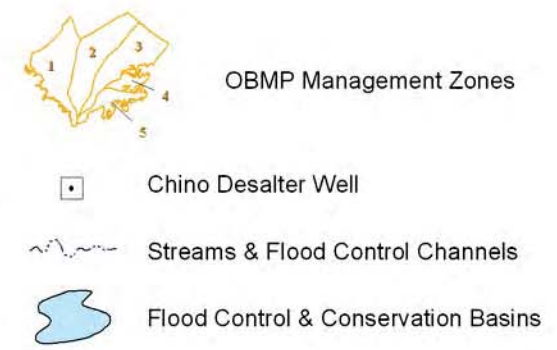 1
2
3
4
5
OBMP Management Zones
Chino Desalter Well
Streams & Flood Control Channels
Flood Control & Conservation Basins